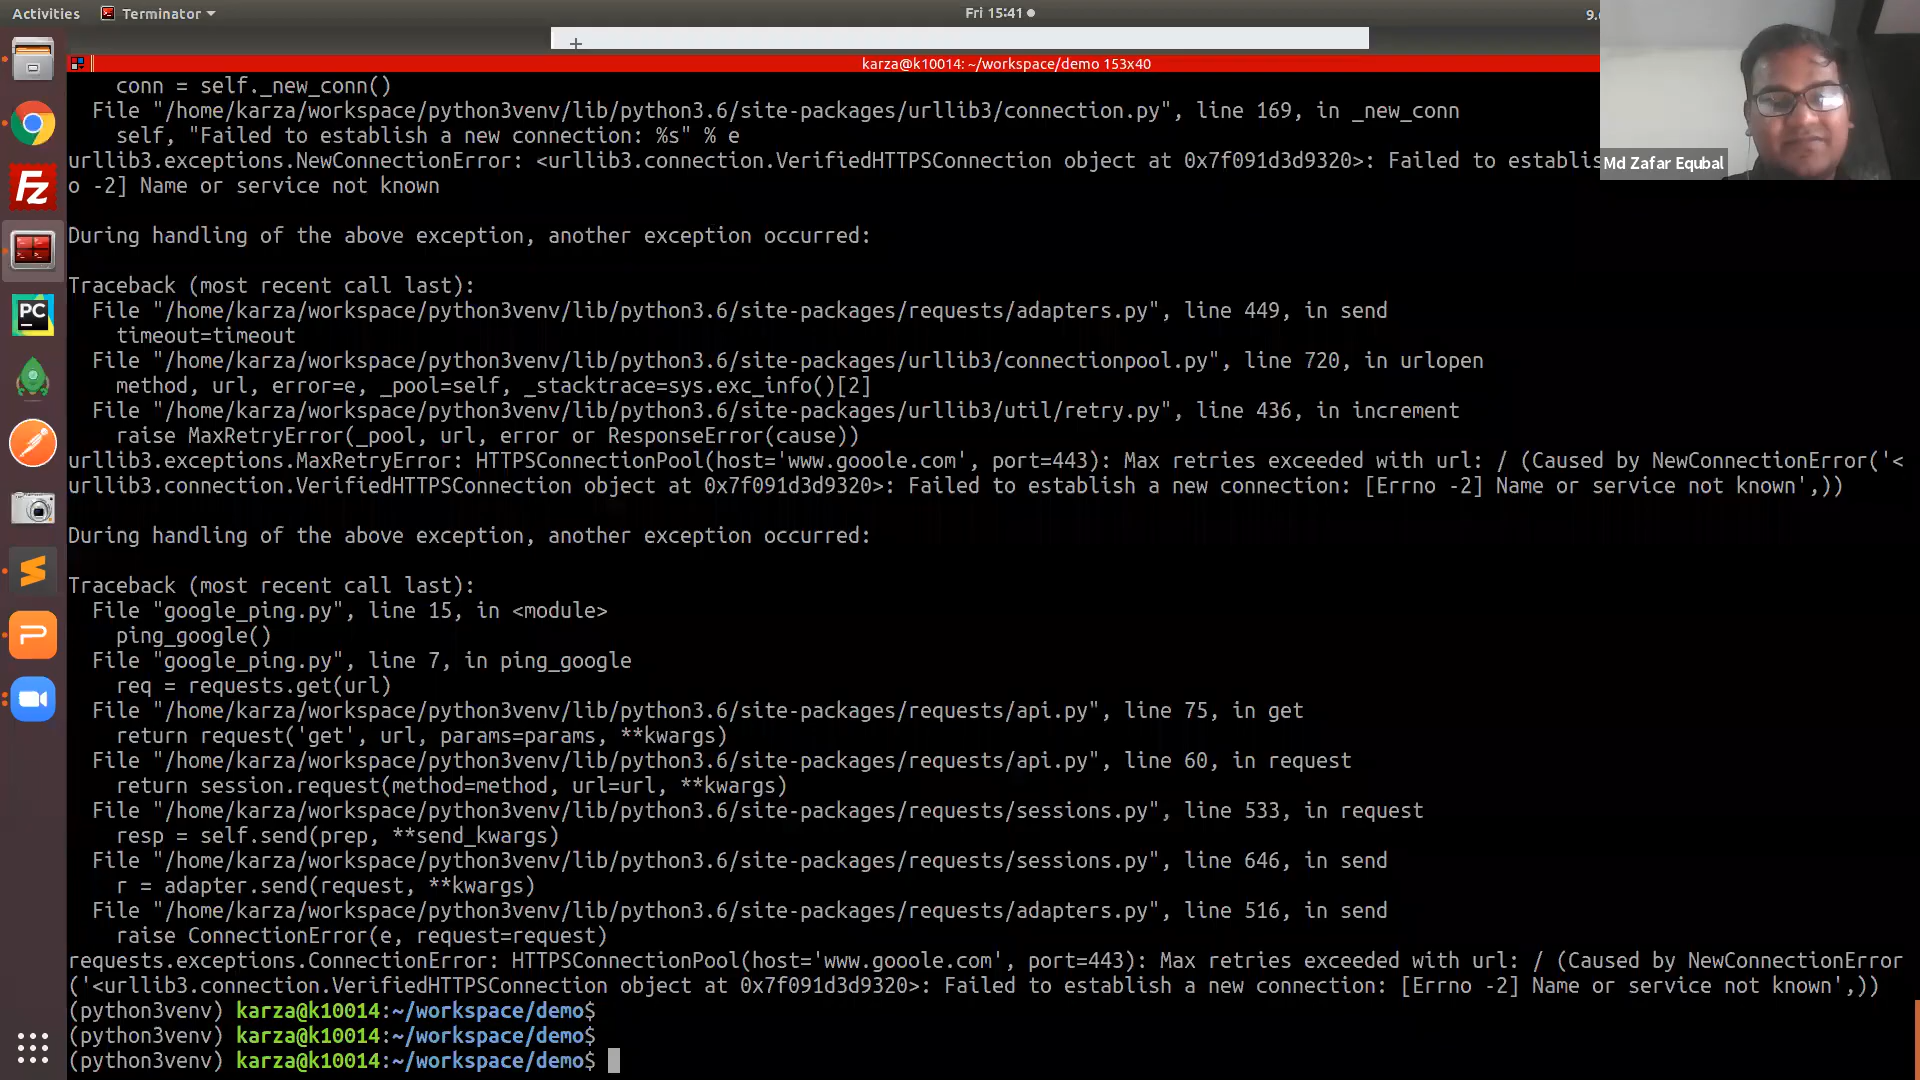 Activities
Terminator
Fri 15:41
9.
karza@k10014: ~/workspace/demo 153x40
conn = self._new_conn()
File "/home/karza/workspace/python3venv/lib/python3.6/site-packages/urllib3/connection.py", line 169, in _new_conn
self, "Failed to establish a new connection: %s" % e
urllib3.exceptions.NewConnectionError: <urllib3.connection.VerifiedHTTPSConnection object at 0x7f091d3d9320>: Failed to establis
o -2] Name or service not known
Md Zafar Equbal
During handling of the above exception, another exception occurred:
Traceback (most recent call last):
File "/home/karza/workspace/python3venv/lib/python3.6/site-packages/requests/adapters.py", line 449, in send
timeout=timeout
File "/home/karza/workspace/python3venv/lib/python3.6/site-packages/urllib3/connectionpool.py", line 720, in urlopen
method, url, error=e, _pool=self, _stacktrace=sys.exc_info()[2]
File "/home/karza/workspace/python3venv/lib/python3.6/site-packages/urllib3/util/retry.py", line 436, in increment
raise MaxRetryError(_pool, url, error or ResponseError(cause))
urllib3.exceptions.MaxRetryError: HTTPSConnectionPool(host='www.gooole.com', port=443): Max retries exceeded with url: / (Caused by NewConnectionError('<
urllib3.connection.VerifiedHTTPSConnection object at 0x7f091d3d9320>: Failed to establish a new connection: [Errno -2] Name or service not known',))
During handling of the above exception, another exception occurred:
Traceback (most recent call last):
File "google_ping.py", line 15, in <module>
ping_google()
File "google_ping.py", line 7, in ping_google
req = requests.get(url)
File "/home/karza/workspace/python3venv/lib/python3.6/site-packages/requests/api.py", line 75, in get
return request('get', url, params=params, **kwargs)
File "/home/karza/workspace/python3venv/lib/python3.6/site-packages/requests/api.py", line 60, in request
return session.request(method=method, url=url, **kwargs)
File "/home/karza/workspace/python3venv/lib/python3.6/site-packages/requests/sessions.py", line 533, in request
resp = self.send(prep, **send_kwargs)
File "/home/karza/workspace/python3venv/lib/python3.6/site-packages/requests/sessions.py", line 646, in send
r = adapter.send(request, **kwargs)
File "/home/karza/workspace/python3venv/lib/python3.6/site-packages/requests/adapters.py", line 516, in send
raise ConnectionError(e, request=request)
requests.exceptions.ConnectionError: HTTPSConnectionPool(host='www.gooole.com', port=443): Max retries exceeded with url: / (Caused by NewConnectionError
('<urllib3.connection.VerifiedHTTPSConnection object at 0x7f091d3d9320>: Failed to establish a new connection: [Errno -2] Name or service not known',))
(python3venv) karza@k10014:~/workspace/demo$
(python3venv) karza@k10014:~/workspace/demo$
(python3venv) karza@k10014:~/workspace/demo$